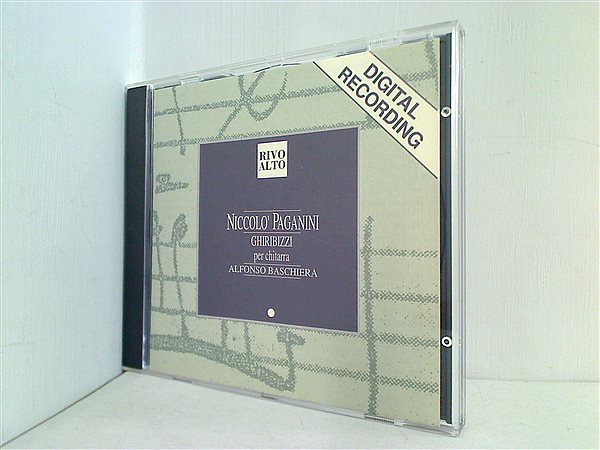 DIGITAL
RECORDING
RIVO
ALTO
NICCOLO' PAGANINI
GHIRIBIZZI
per chitarra
ALFONSO BASCHIERA